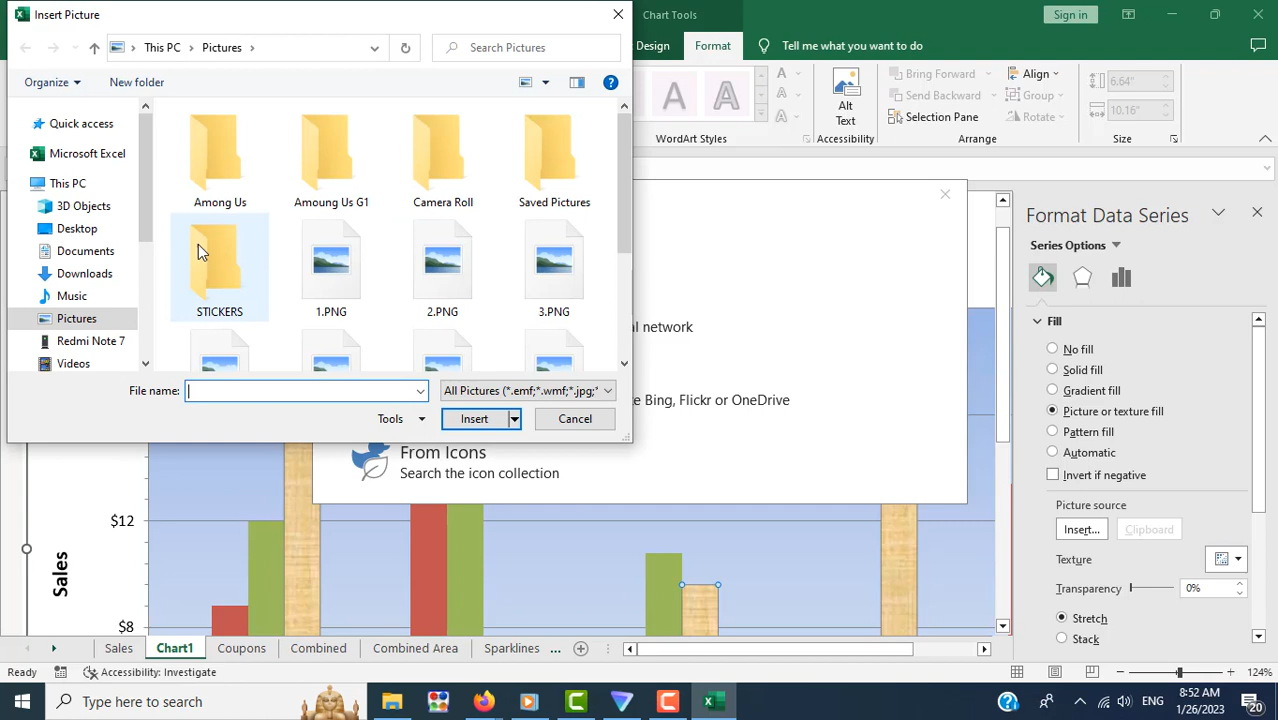 Insert Picture
Chart Tools
Sign in
This PC
Pictures
Search Pictures
Design
Format
Tell me what you want to do
Organize
New folder
Quick access
Microsoft Excel
This PC
3D Objects
Desktop
Documents
Downloads
Music
Pictures
Redmi Note 7
Videos
Among Us
Amoung Us G1
Camera Roll
Saved Pictures
STICKERS
1.PNG
2.PNG
3.PNG
File name:
All Pictures (*.emf;*.wmf;*.jpg;*
Tools
Insert
Cancel
A
A
A
A
A
WordArt Styles
Alt
Text
Accessibility
Bring Forward
Send Backward
Selection Pane
Align
Group
Rotate
Arrange
6.64"
10.16"
Size
al network
e Bing, Flickr or OneDrive
From Icons
Search the icon collection
$12
$8
Sales
Format Data Series
Series Options
Fill
No fill
Solid fill
Gradient fill
Picture or texture fill
Pattern fill
Automatic
Invert if negative
Picture source
Insert...
Clipboard
Texture
Transparency
0%
Stretch
Stack
Sales
Chart1
Coupons
Combined
Combined Area
Sparklines
...
Ready
Accessibility: Investigate
124%
Type here to search
8:52 AM
1/26/2023
20